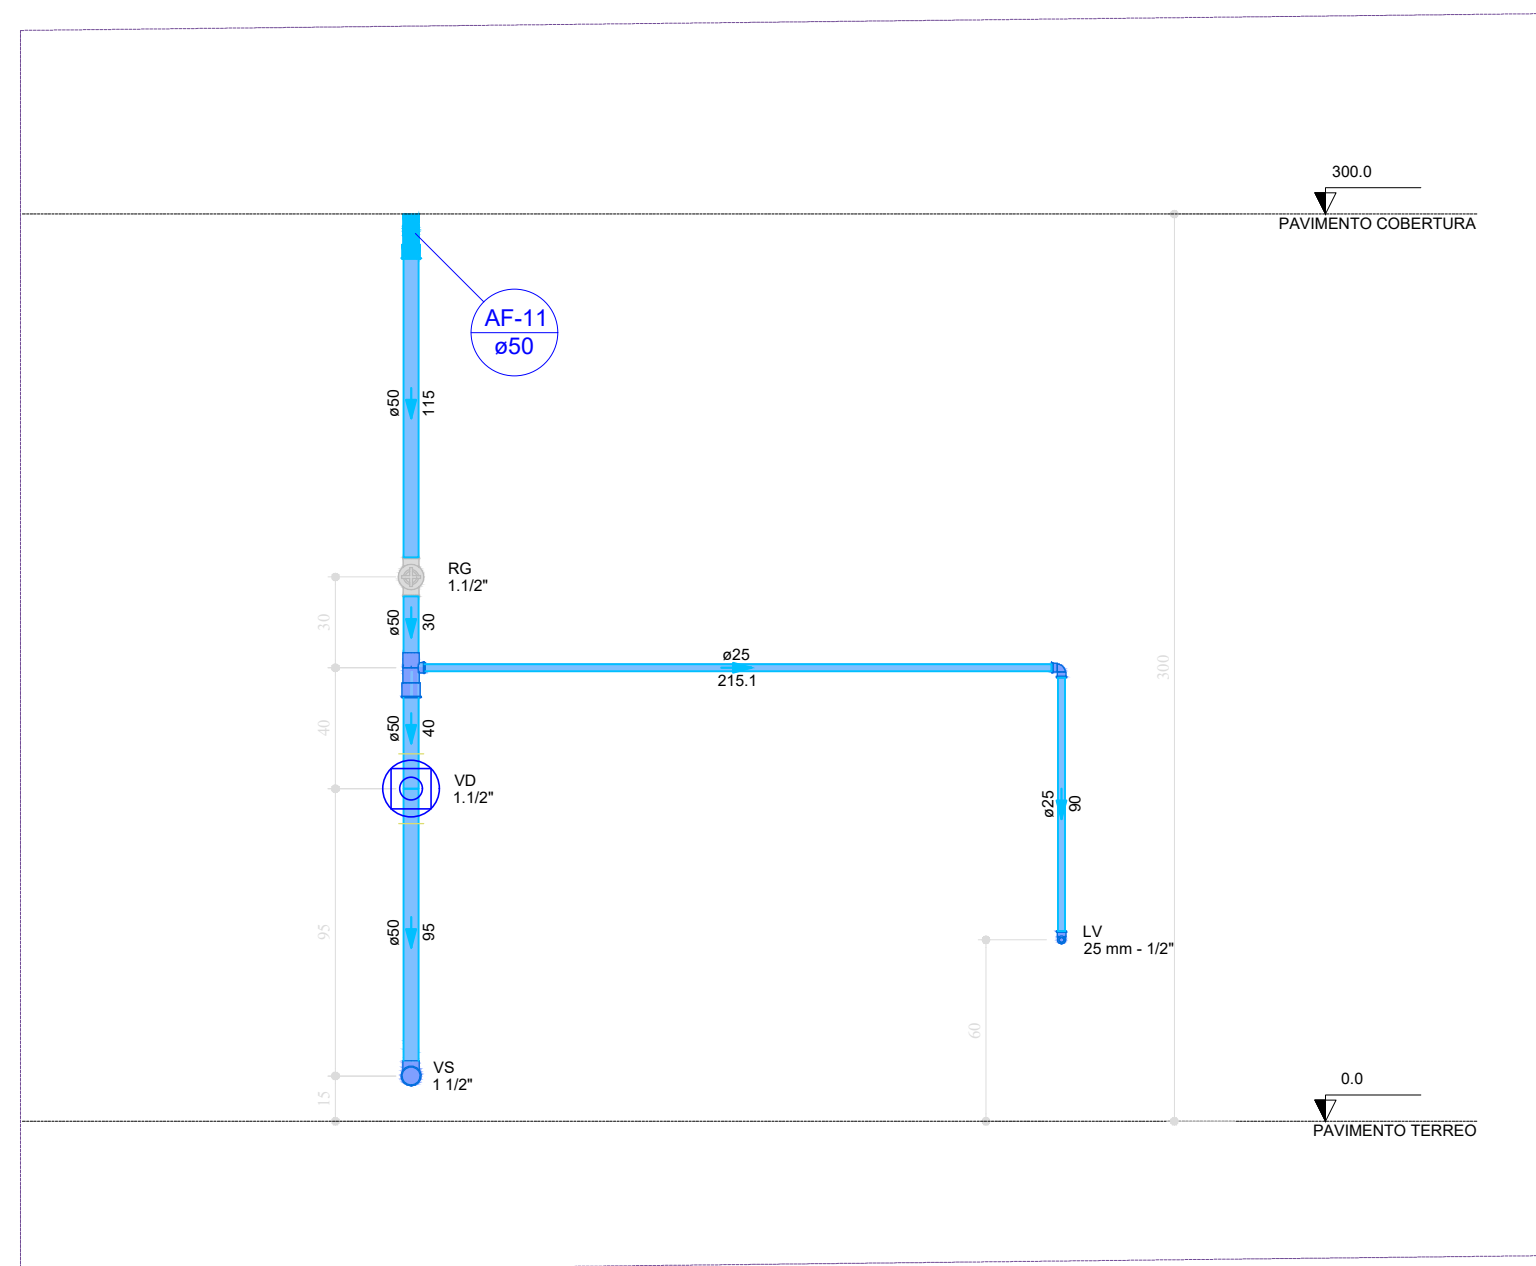 300.0
PAVIMENTO COBERTURA
AF-11
ø50
ø50
115
RG
1.1/2"
30
ø50
30
ø25
215.1
300
40
ø50
40
VD
1.1/2"
ø25
90
95
ø50
95
LV
25 mm - 1/2"
60
VS
1 1/2"
15
0.0
PAVIMENTO TERREO